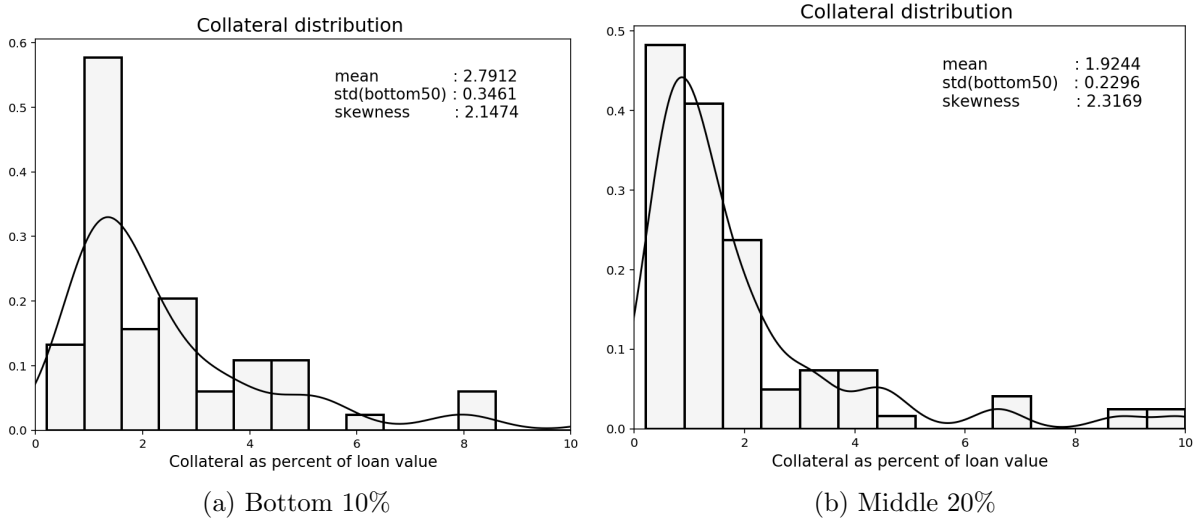 Collateral distribution
0.6
0.5
0.4
0.3
0.2
0.1
0.0
mean : 2.7912
std(bottom50) : 0.3461
skewness : 2.1474
0 2 4 6 8 10
Collateral as percent of loan value
(a) Bottom 10%
Collateral distribution
0.5
0.4
0.3
0.2
0.1
0.0
mean : 1.9244
std(bottom50) : 0.2296
skewness : 2.3169
0 2 4 6 8 10
Collateral as percent of loan value
(b) Middle 20%